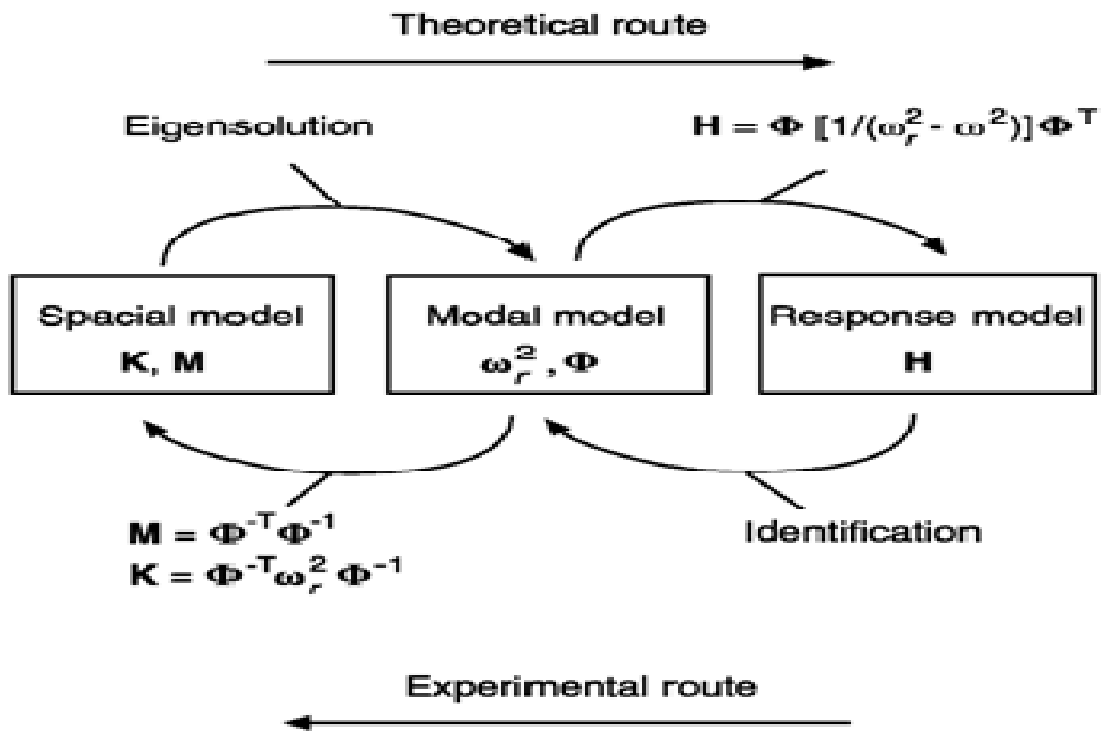 Theoretical route
Eigensolution
H = Φ [1/(ω_r^2 - ω^2)] Φ^T
Spacial model
K, M
Modal model
ω_r^2, Φ
Response model
H
M = Φ^-T Φ^-1
K = Φ^-T ω_r^2 Φ^-1
Identification
Experimental route